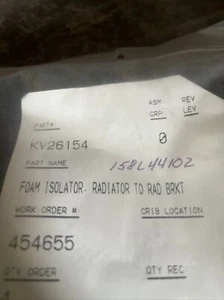 PART# ASM REV
GRP: LEV
KV26154 0
PART NAME 158L44102
FOAM ISOLATOR, RADIATOR TO RAD BRKT
WORK ORDER # CRIB LOCATION
454655
QTY ORDER QTY REC